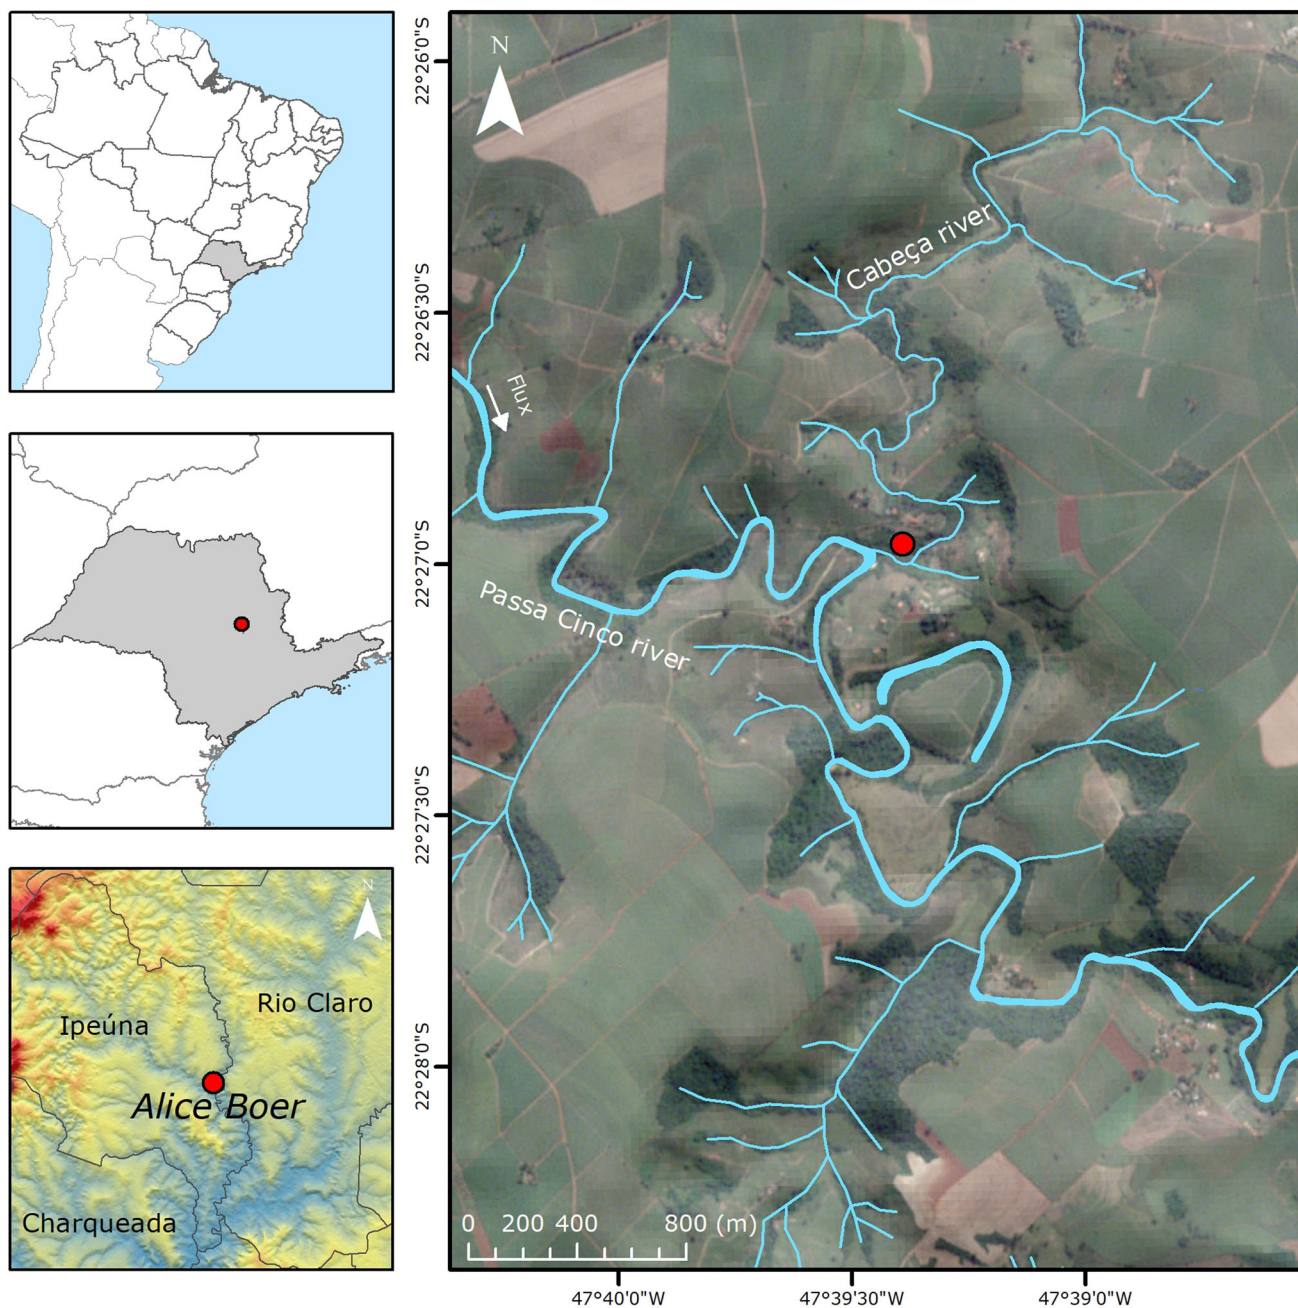 N
22°26'0"S
22°26'30"S
22°27'0"S
22°27'30"S
22°28'0"S
Cabeça river
Flux
Passa Cinco river
0 200 400 800 (m)
47°40'0"W
47°39'30"W
47°39'0"W
N
Rio Claro
Ipeúna
Alice Boer
Charqueada